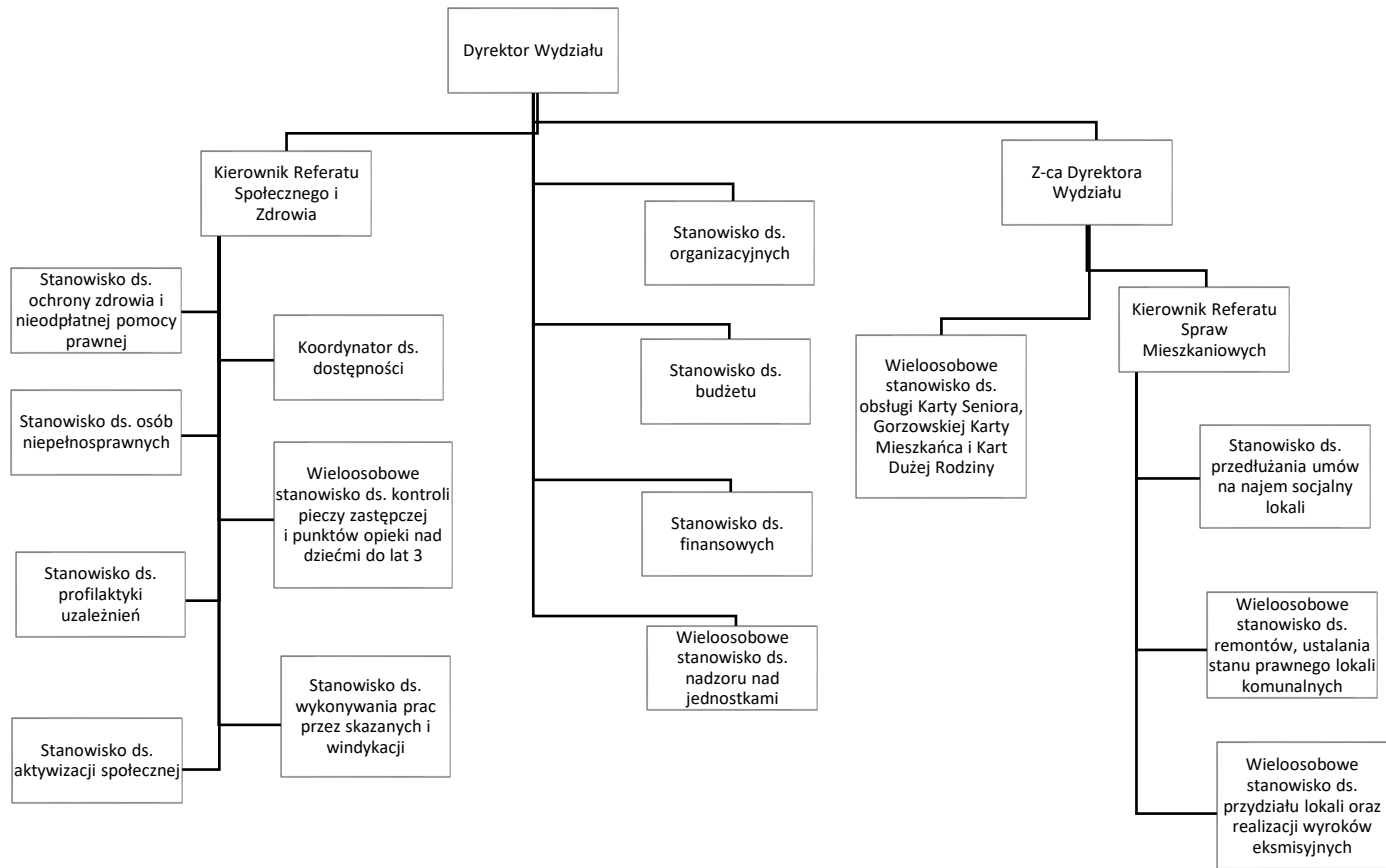 Dyrektor Wydziału
Kierownik Referatu
Społecznego i
Zdrowia
Stanowisko ds.
ochrony zdrowia i
nieodpłatnej pomocy
prawnej
Koordynator ds.
dostępności
Stanowisko ds. osób
niepełnosprawnych
Wieloosobowe
stanowisko ds. kontroli
pieczy zastępczej
i punktów opieki nad
dziećmi do lat 3
Stanowisko ds.
profilaktyki
uzależnień
Stanowisko ds.
wykonywania prac
przez skazanych i
windykacji
Stanowisko ds.
aktywizacji społecznej
Stanowisko ds.
organizacyjnych
Stanowisko ds.
budżetu
Stanowisko ds.
finansowych
Wieloosobowe
stanowisko ds.
nadzoru nad
jednostkami
Z-ca Dyrektora
Wydziału
Wieloosobowe
stanowisko ds.
obsługi Karty Seniora,
Gorzowskiej Karty
Mieszkańca i Kart
Dużej Rodziny
Kierownik Referatu
Spraw
Mieszkaniowych
Stanowisko ds.
przedłużania umów
na najem socjalny
lokali
Wieloosobowe
stanowisko ds.
remontów, ustalania
stanu prawnego lokali
komunalnych
Wieloosobowe
stanowisko ds.
przydziału lokali oraz
realizacji wyroków
eksmisyjnych